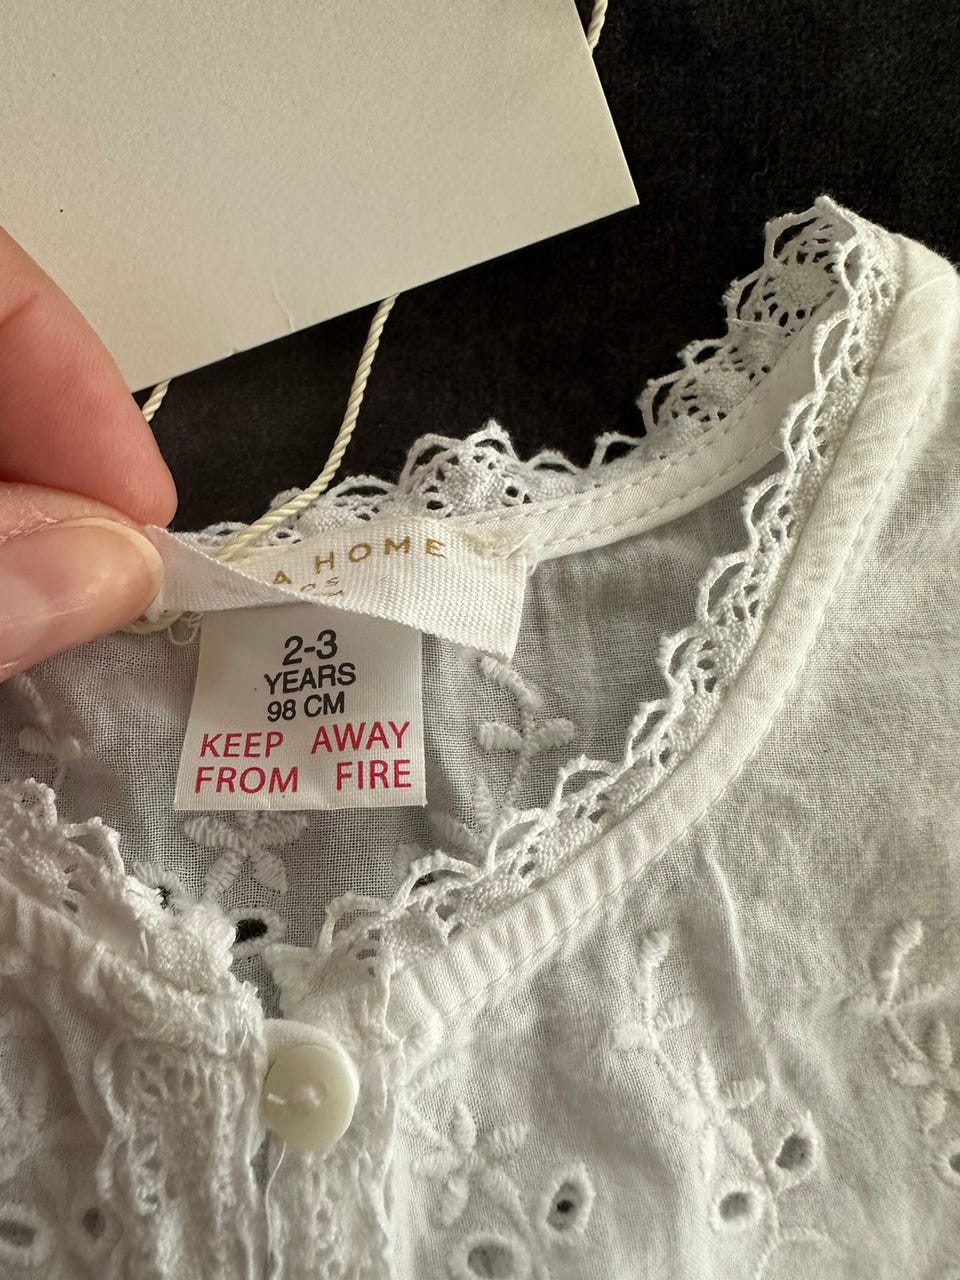 A HOME
2-3
YEARS
98 CM
KEEP AWAY
FROM FIRE